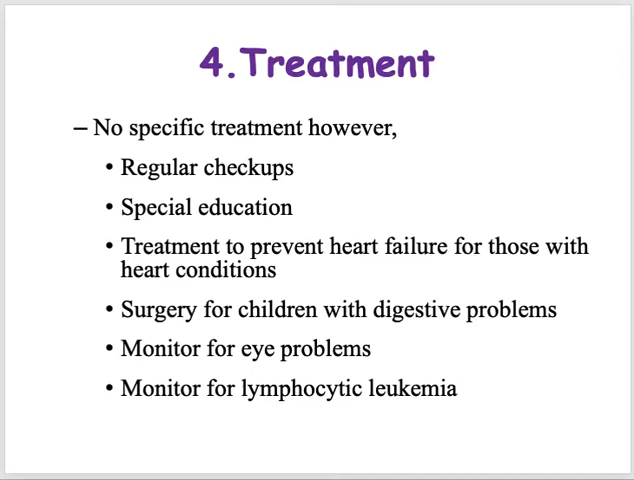 4.Treatment
– No specific treatment however,
• Regular checkups
• Special education
• Treatment to prevent heart failure for those with
heart conditions
• Surgery for children with digestive problems
• Monitor for eye problems
• Monitor for lymphocytic leukemia